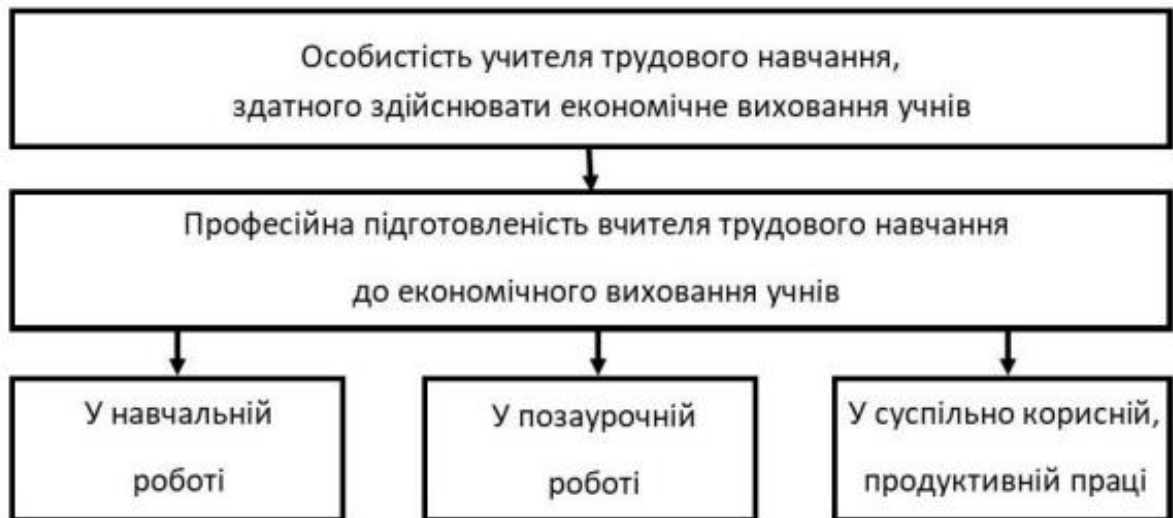 Особистість учителя трудового навчання,
здатного здійснювати економічне виховання учнів
Професійна підготовленість вчителя трудового навчання
до економічного виховання учнів
У навчальній
роботі
У позаурочній
роботі
У суспільно корисній,
продуктивній праці